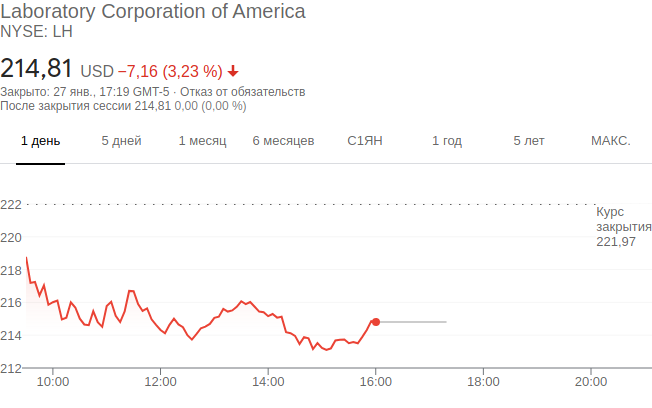 Laboratory Corporation of America
NYSE: LH
214,81 USD −7,16 (3,23 %)
Закрыто: 27 янв., 17:19 GMT-5 · Отказ от обязательств
После закрытия сессии 214,81 0,00 (0,00 %)
1 день 5 дней 1 месяц 6 месяцев С1ЯН 1 год 5 лет МАКС.
222
Курс
закрытия
221,97
220
218
216
214
212
10:00 12:00 14:00 16:00 18:00 20:00